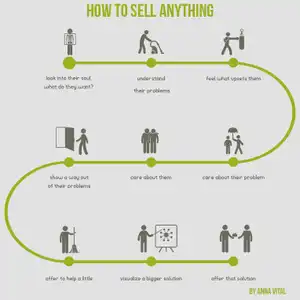 HOW TO SELL ANYTHING
look into their soul.
what do they want?
understand
their problems
feel what upsets them
show a way out
of their problems
care about them
care about their problem
offer to help a little
visualize a bigger solution
offer that solution
BY ANNA VITAL